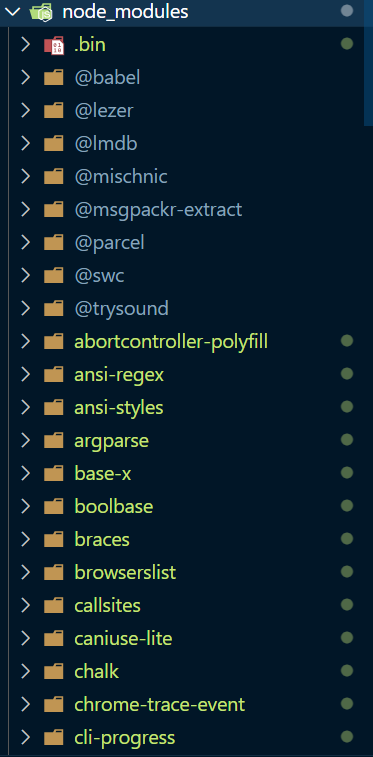 node_modules
.bin
@babel
@lezer
@lmdb
@mischnic
@msgpackr-extract
@parcel
@swc
@trysound
abortcontroller-polyfill
ansi-regex
ansi-styles
argparse
base-x
boolbase
braces
browserslist
callsites
caniuse-lite
chalk
chrome-trace-event
cli-progress